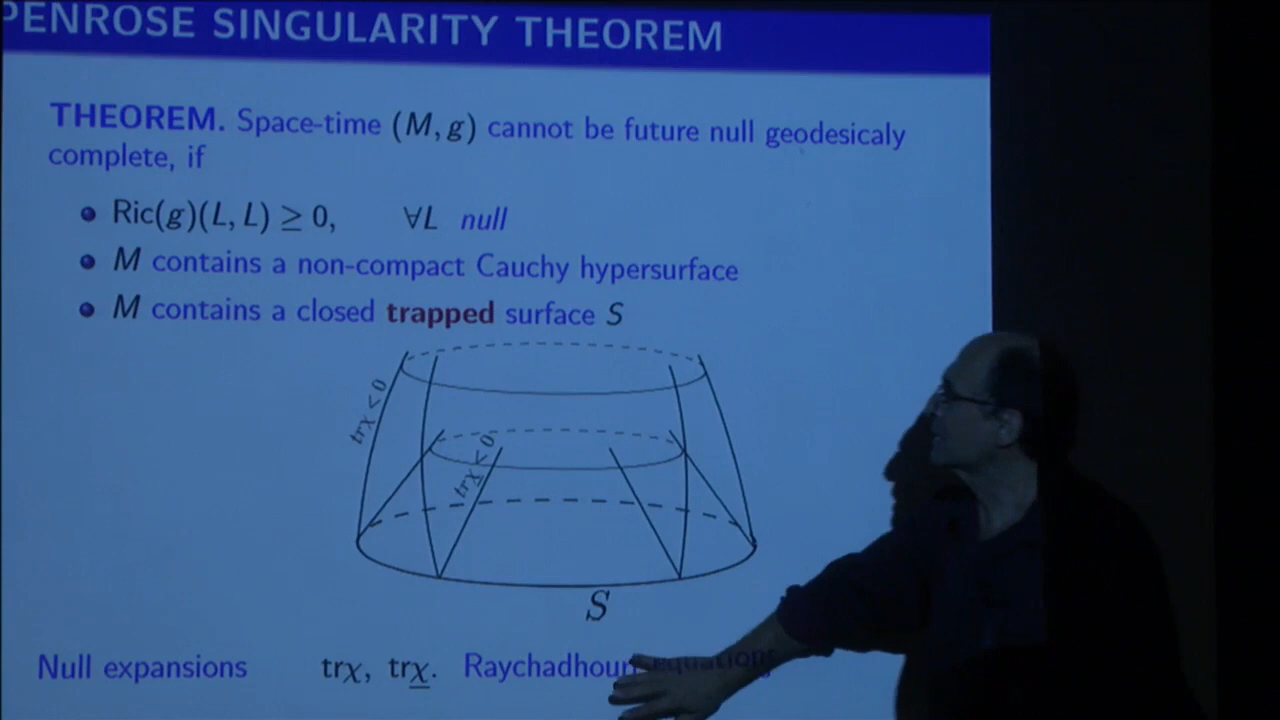 PENROSE SINGULARITY THEOREM
THEOREM. Space-time (M, g) cannot be future null geodesicaly
complete, if
Ric(g)(L, L) ≥ 0, ∀L null
M contains a non-compact Cauchy hypersurface
M contains a closed trapped surface S
trχ < 0
trχ̲ < 0
S
Null expansions trχ, trχ̲. Raychadhouri equations